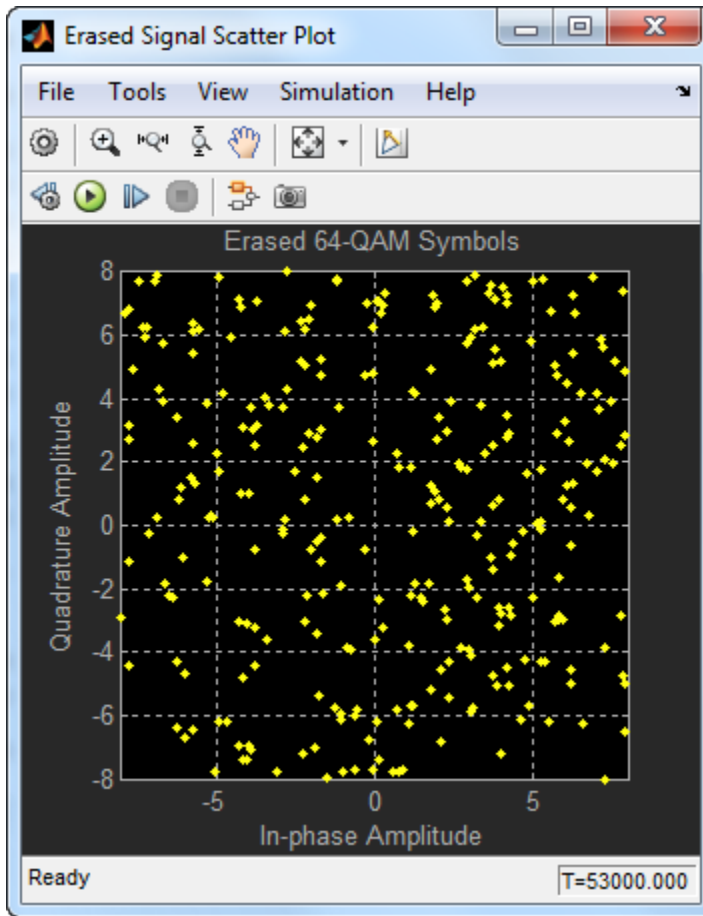 Erased Signal Scatter Plot
File Tools View Simulation Help
Erased 64-QAM Symbols
8
6
4
2
0
-2
-4
-6
-8
Quadrature Amplitude
-5 0 5
In-phase Amplitude
Ready T=53000.000